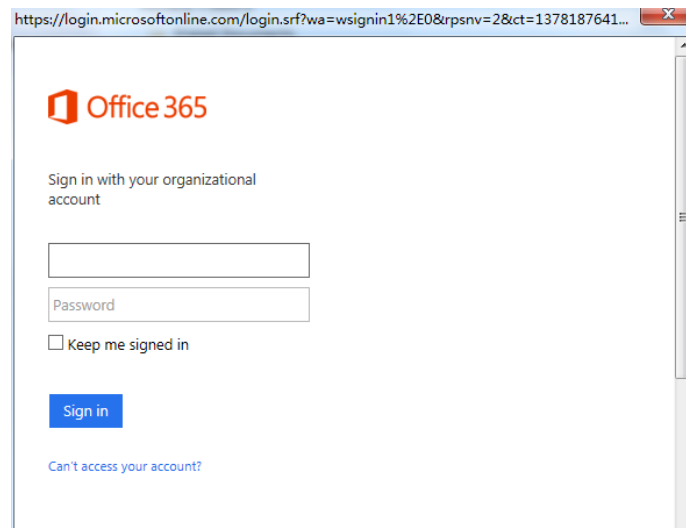 https://login.microsoftonline.com/login.srf?wa=wsignin1%2E0&rpsnv=2&ct=1378187641...
Office 365
Sign in with your organizational
account
Password
Keep me signed in
Sign in
Can't access your account?